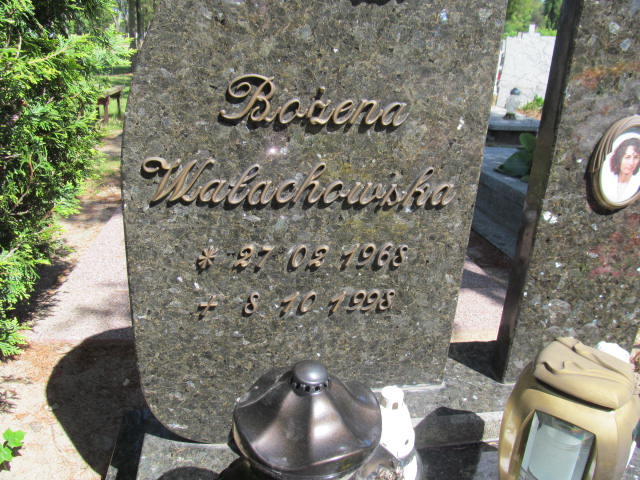 Bożena
Wałachowska
* 27 02 1968
+ 8 10 1998